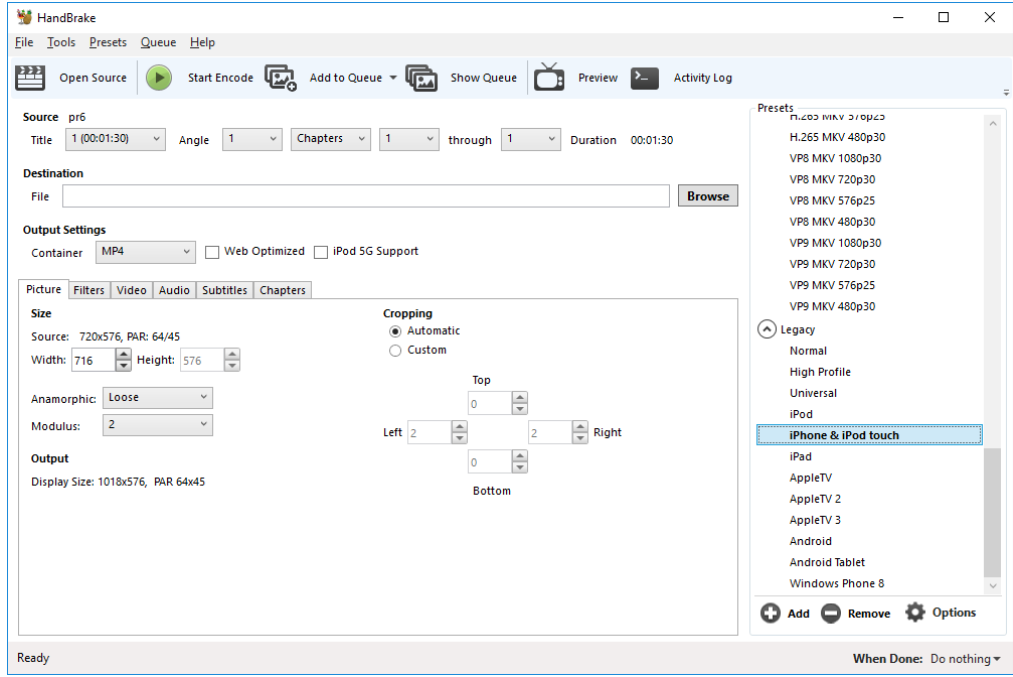 HandBrake
File Tools Presets Queue Help
Open Source Start Encode Add to Queue Show Queue Preview Activity Log
Source pr6
Title 1 (00:01:30) Angle 1 Chapters 1 through 1 Duration 00:01:30
Destination
File Browse
Output Settings
Container MP4 Web Optimized iPod 5G Support
Picture Filters Video Audio Subtitles Chapters
Size
Source: 720x576, PAR: 64/45
Width: 716 Height: 576
Anamorphic: Loose
Modulus: 2
Output
Display Size: 1018x576, PAR 64x45
Cropping
Automatic
Custom
Top
0
Left 2 2 Right
0
Bottom
Presets
H.265 MKV 576p25
H.265 MKV 480p30
VP8 MKV 1080p30
VP8 MKV 720p30
VP8 MKV 576p25
VP8 MKV 480p30
VP9 MKV 1080p30
VP9 MKV 720p30
VP9 MKV 576p25
VP9 MKV 480p30
Legacy
Normal
High Profile
Universal
iPod
iPhone & iPod touch
iPad
AppleTV
AppleTV 2
AppleTV 3
Android
Android Tablet
Windows Phone 8
Add Remove Options
Ready When Done: Do nothing